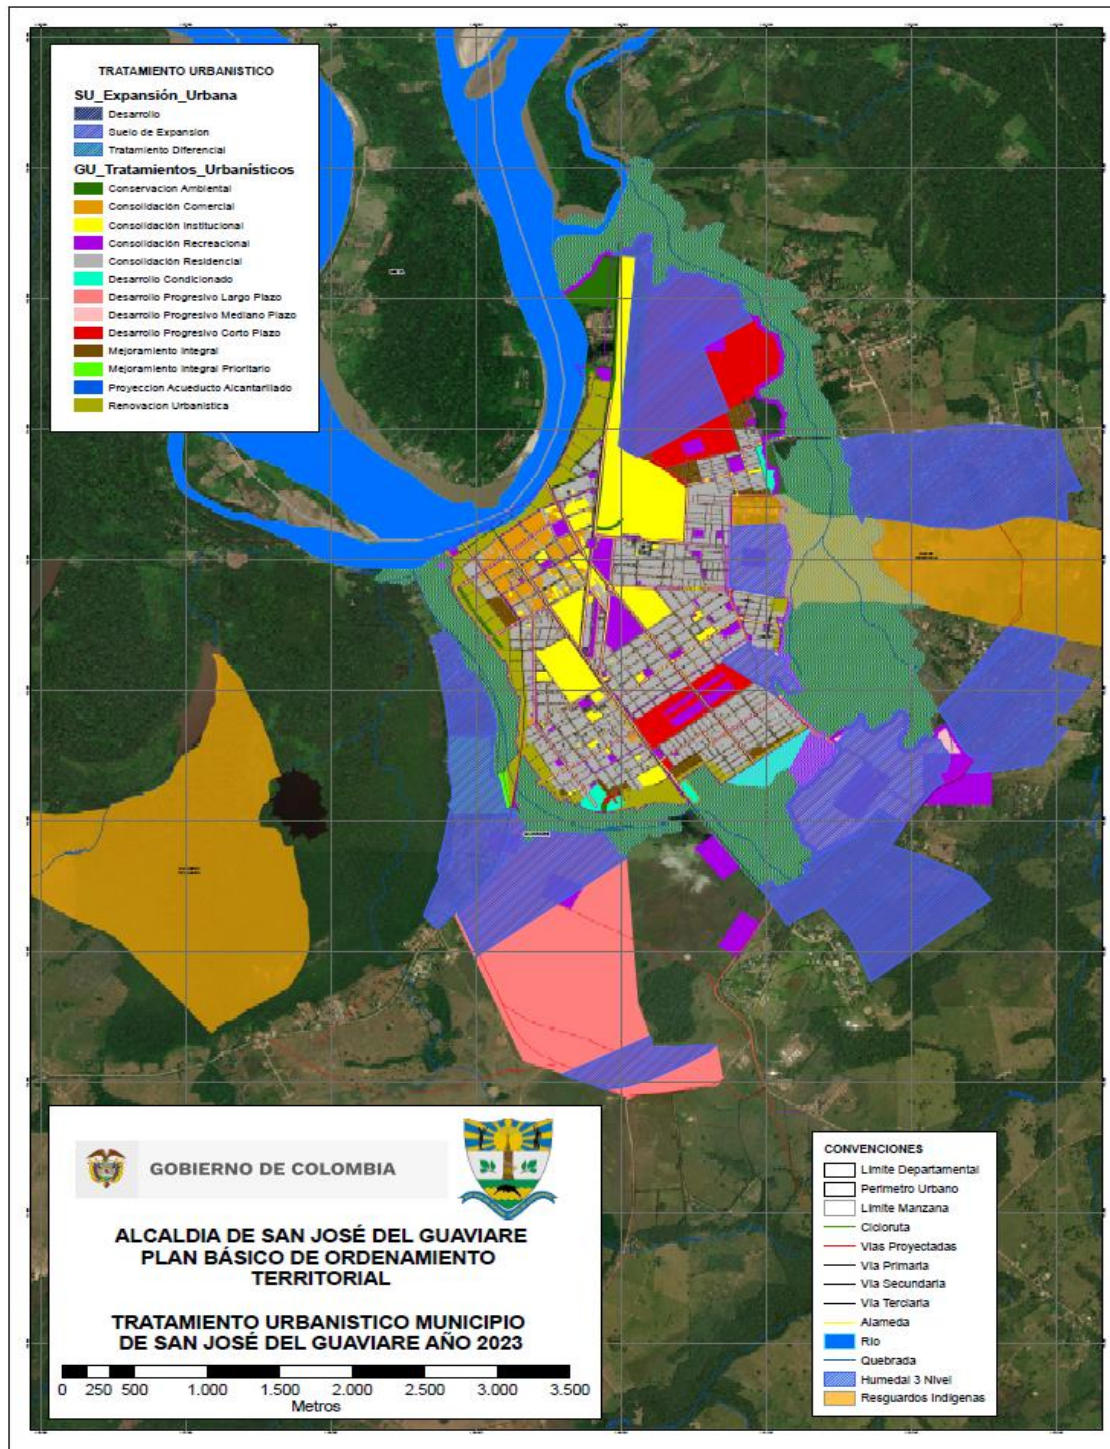 TRATAMIENTO URBANISTICO
SU_Expansión_Urbana
Desarrollo
Suelo de Expansion
Tratamiento Diferencial
GU_Tratamientos_Urbanísticos
Conservacion Ambiental
Consolidación Comercial
Consolidación Institucional
Consolidación Recreacional
Consolidación Residencial
Desarrollo Condicionado
Desarrollo Progresivo Largo Plazo
Desarrollo Progresivo Mediano Plazo
Desarrollo Progresivo Corto Plazo
Mejoramiento Integral
Mejoramiento Integral Prioritario
Proyeccion Acueducto Alcantarillado
Renovacion Urbanistica
GOBIERNO DE COLOMBIA
ALCALDIA DE SAN JOSÉ DEL GUAVIARE
PLAN BÁSICO DE ORDENAMIENTO
TERRITORIAL
TRATAMIENTO URBANISTICO MUNICIPIO
DE SAN JOSÉ DEL GUAVIARE AÑO 2023
0 250 500 1.000 1.500 2.000 2.500 3.000 3.500
Metros
CONVENCIONES
Limite Departamental
Perimetro Urbano
Limite Manzana
Cicloruta
Vias Proyectadas
Via Primaria
Via Secundaria
Via Terciaria
Alameda
Rio
Quebrada
Humedal 3 Nivel
Resguardos Indigenas